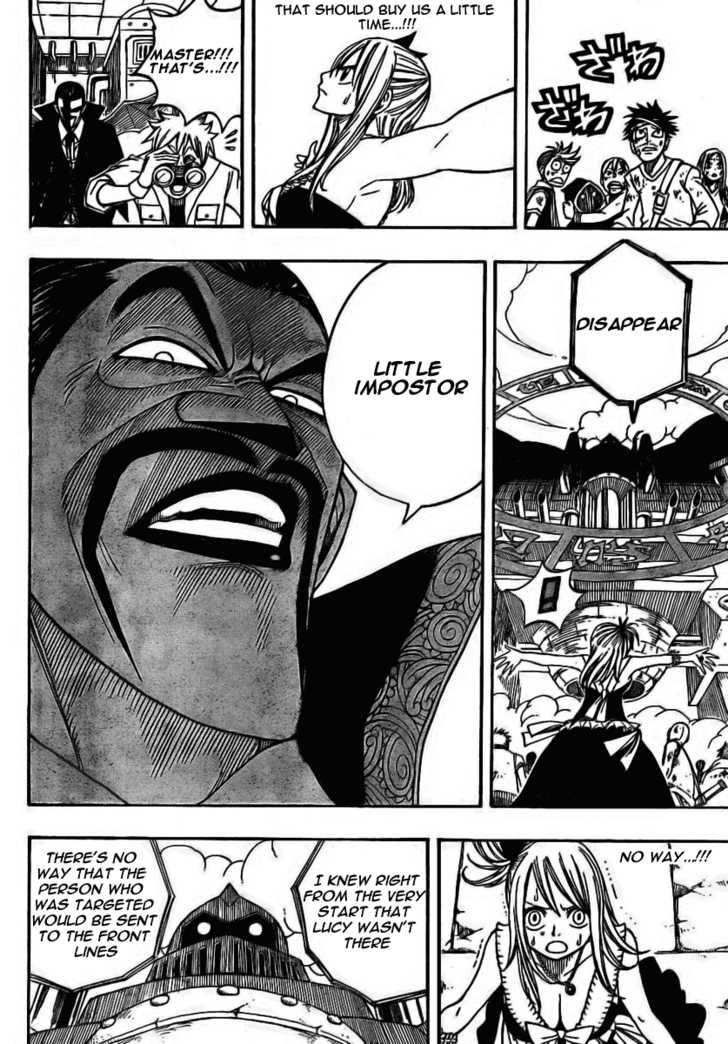 ざわ
ざわ
THAT SHOULD BUY US A LITTLE
TIME...!!!
MASTER!!!
THAT'S...!!!
DISAPPEAR
LITTLE
IMPOSTOR
NO WAY...!!!
I KNEW RIGHT
FROM THE VERY
START THAT
LUCY WASN'T
THERE
THERE'S NO
WAY THAT THE
PERSON WHO
WAS TARGETED
WOULD BE SENT
TO THE FRONT
LINES